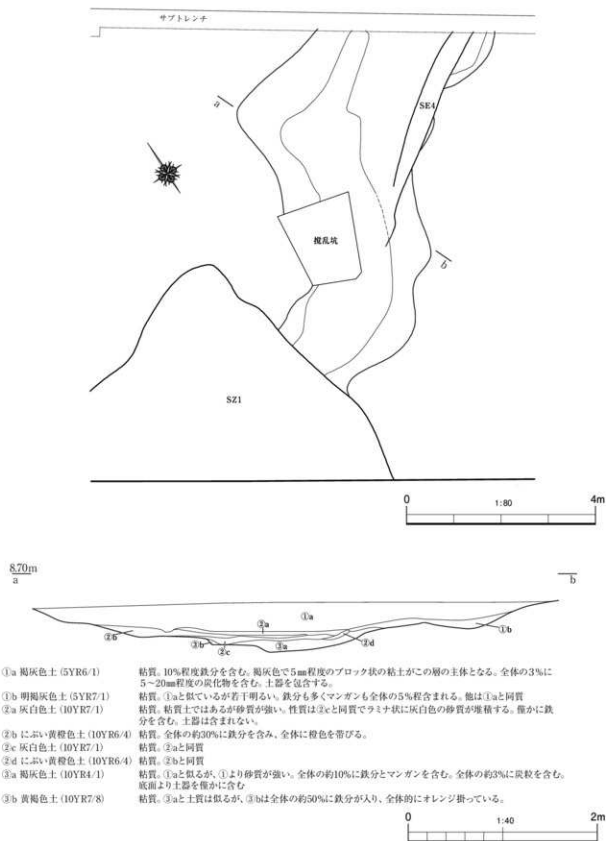 サブトレンチ
a
SE4
撹乱坑
b
SZ1
0 1:80 4m
8.70m
a b
①a
②a
②b ③b ②c ③a ②d ①b
①a 褐灰色土 (5YR6/1) 粘質。10%程度鉄分を含む。褐灰色で5㎜程度のブロック状の粘土がこの層の主体となる。全体の3%に
5～20㎜程度の炭化物を含む。土器を包含する。
①b 明褐灰色土 (5YR7/1) 粘質。①aと似ているが若干明るい。鉄分も多くマンガンも全体の5%程含まれる。他は①aと同質
②a 灰白色土 (10YR7/1) 粘質。粘質土ではあるが砂質が強い。性質は②cと同質でラミナ状に灰白色の砂質が堆積する。僅かに鉄
分を含む。土器は含まれない。
②b にぶい黄橙色土 (10YR6/4) 粘質。全体の約30%に鉄分を含み、全体に橙色を帯びる。
②c 灰白色土 (10YR7/1) 粘質。②aと同質
②d にぶい黄橙色土 (10YR6/4) 粘質。②bと同質
③a 褐灰色土 (10YR4/1) 粘質。①aと似るが、①より砂質が強い。全体の約10%に鉄分とマンガンを含む。全体の約3%に炭粒を含む。
底面より土器を僅かに含む
③b 黄褐色土 (10YR7/8) 粘質。③aと土質は似るが、③bは全体の約50%に鉄分が入り、全体的にオレンジ掛っている。
0 1:40 2m